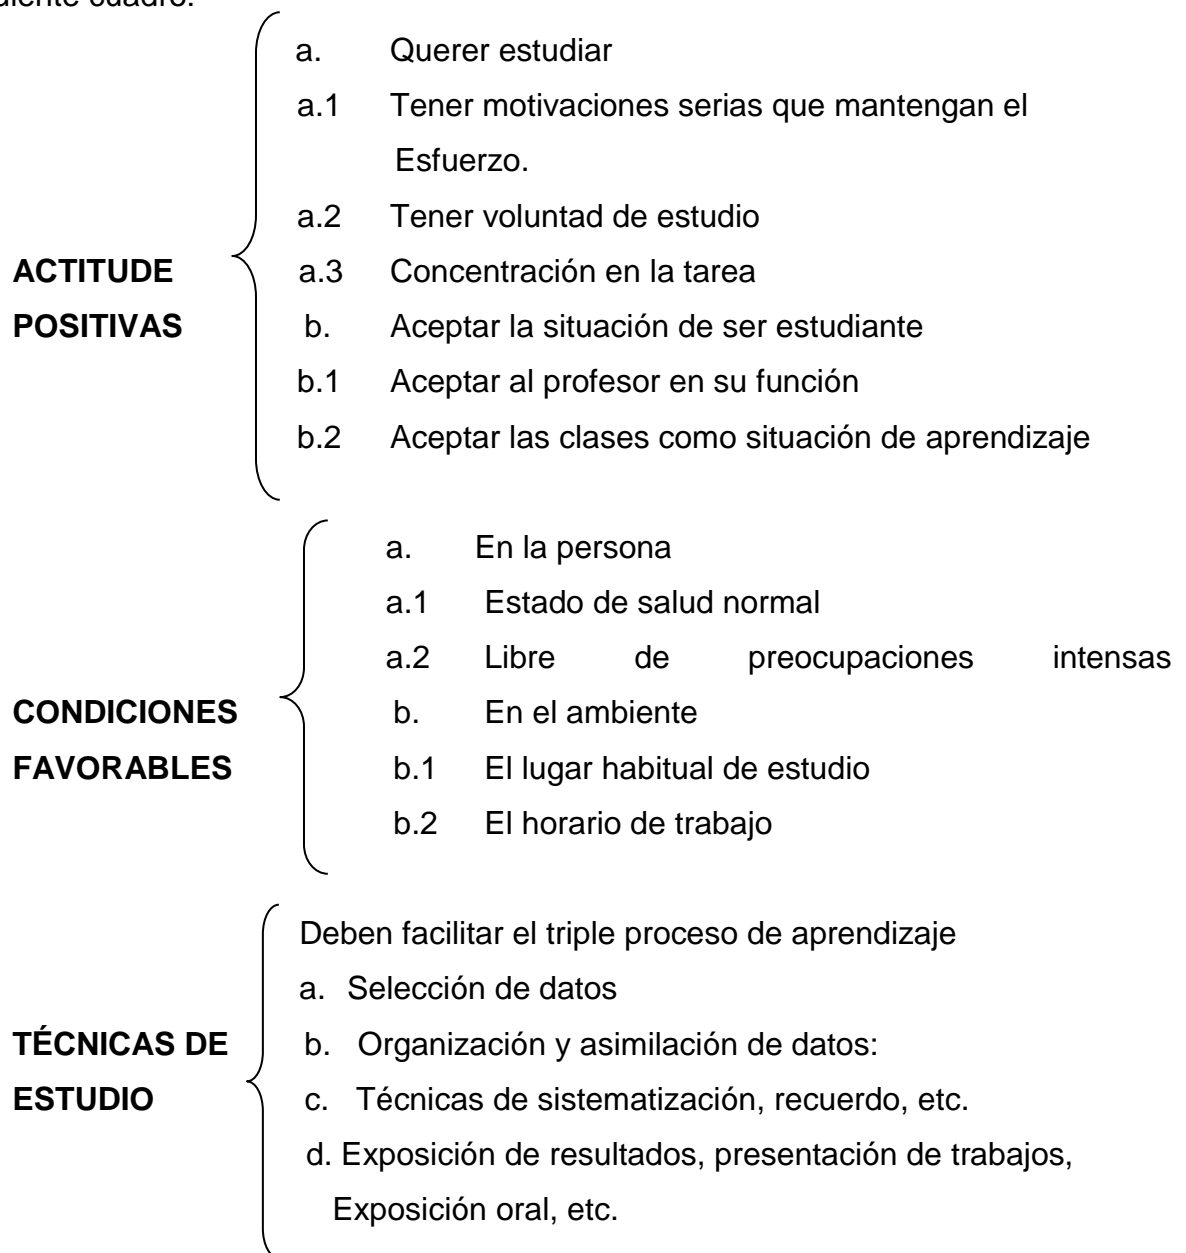 diente cuadro:
a. Querer estudiar
a.1 Tener motivaciones serias que mantengan el
Esfuerzo.
a.2 Tener voluntad de estudio
ACTITUDE a.3 Concentración en la tarea
POSITIVAS b. Aceptar la situación de ser estudiante
b.1 Aceptar al profesor en su función
b.2 Aceptar las clases como situación de aprendizaje
a. En la persona
a.1 Estado de salud normal
a.2 Libre de preocupaciones intensas
CONDICIONES b. En el ambiente
FAVORABLES b.1 El lugar habitual de estudio
b.2 El horario de trabajo
Deben facilitar el triple proceso de aprendizaje
a. Selección de datos
TÉCNICAS DE b. Organización y asimilación de datos:
ESTUDIO c. Técnicas de sistematización, recuerdo, etc.
d. Exposición de resultados, presentación de trabajos,
Exposición oral, etc.